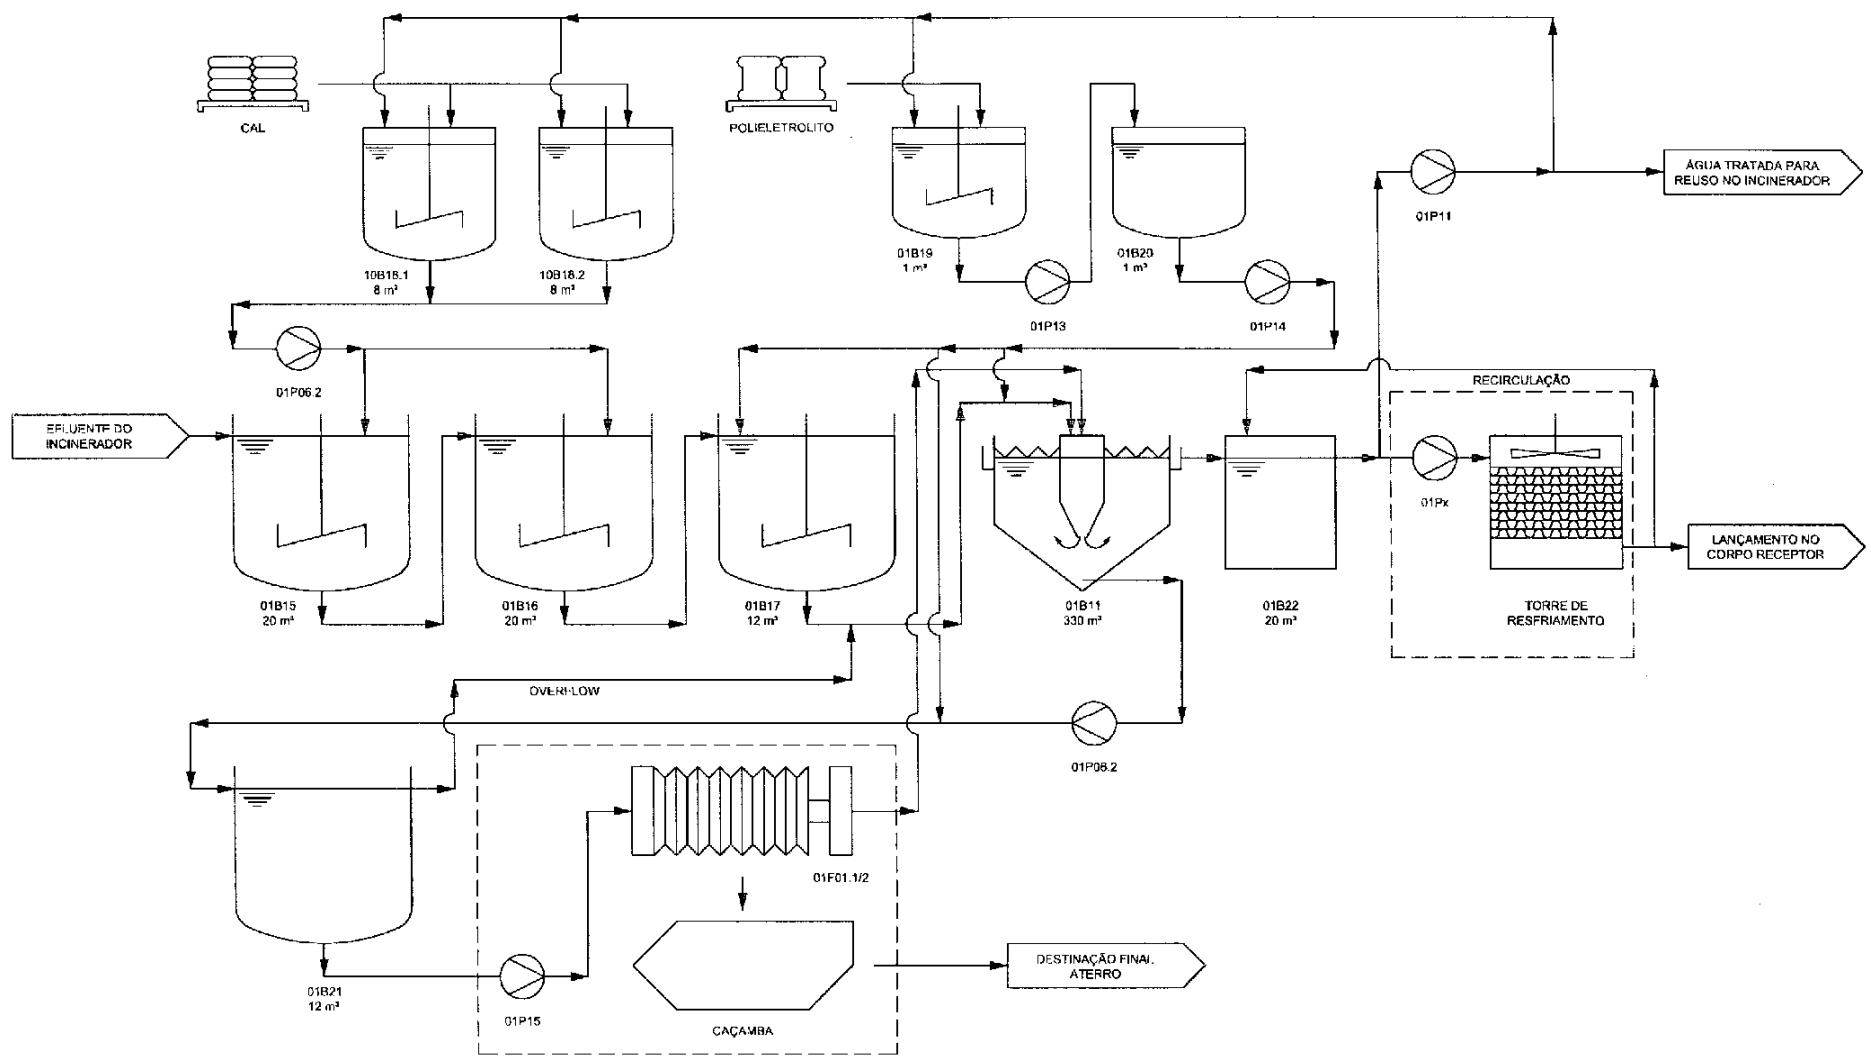 CAL
POLIELETROLITO
ÁGUA TRATADA PARA
REUSO NO INCINERADOR
01P11
10B18.1
8 m³
10B18.2
8 m³
01B19
1 m³
01B20
1 m³
01P13
01P14
01P06.2
RECIRCULAÇÃO
EFLUENTE DO
INCINERADOR
01Px
LANÇAMENTO NO
CORPO RECEPTOR
01B15
20 m³
01B16
20 m³
01B17
12 m³
01B11
330 m³
01B22
20 m³
TORRE DE
RESFRIAMENTO
OVERFLOW
01P08.2
01F01.1/2
DESTINAÇÃO FINAL
ATERRO
01B21
12 m³
01P15
CAÇAMBA